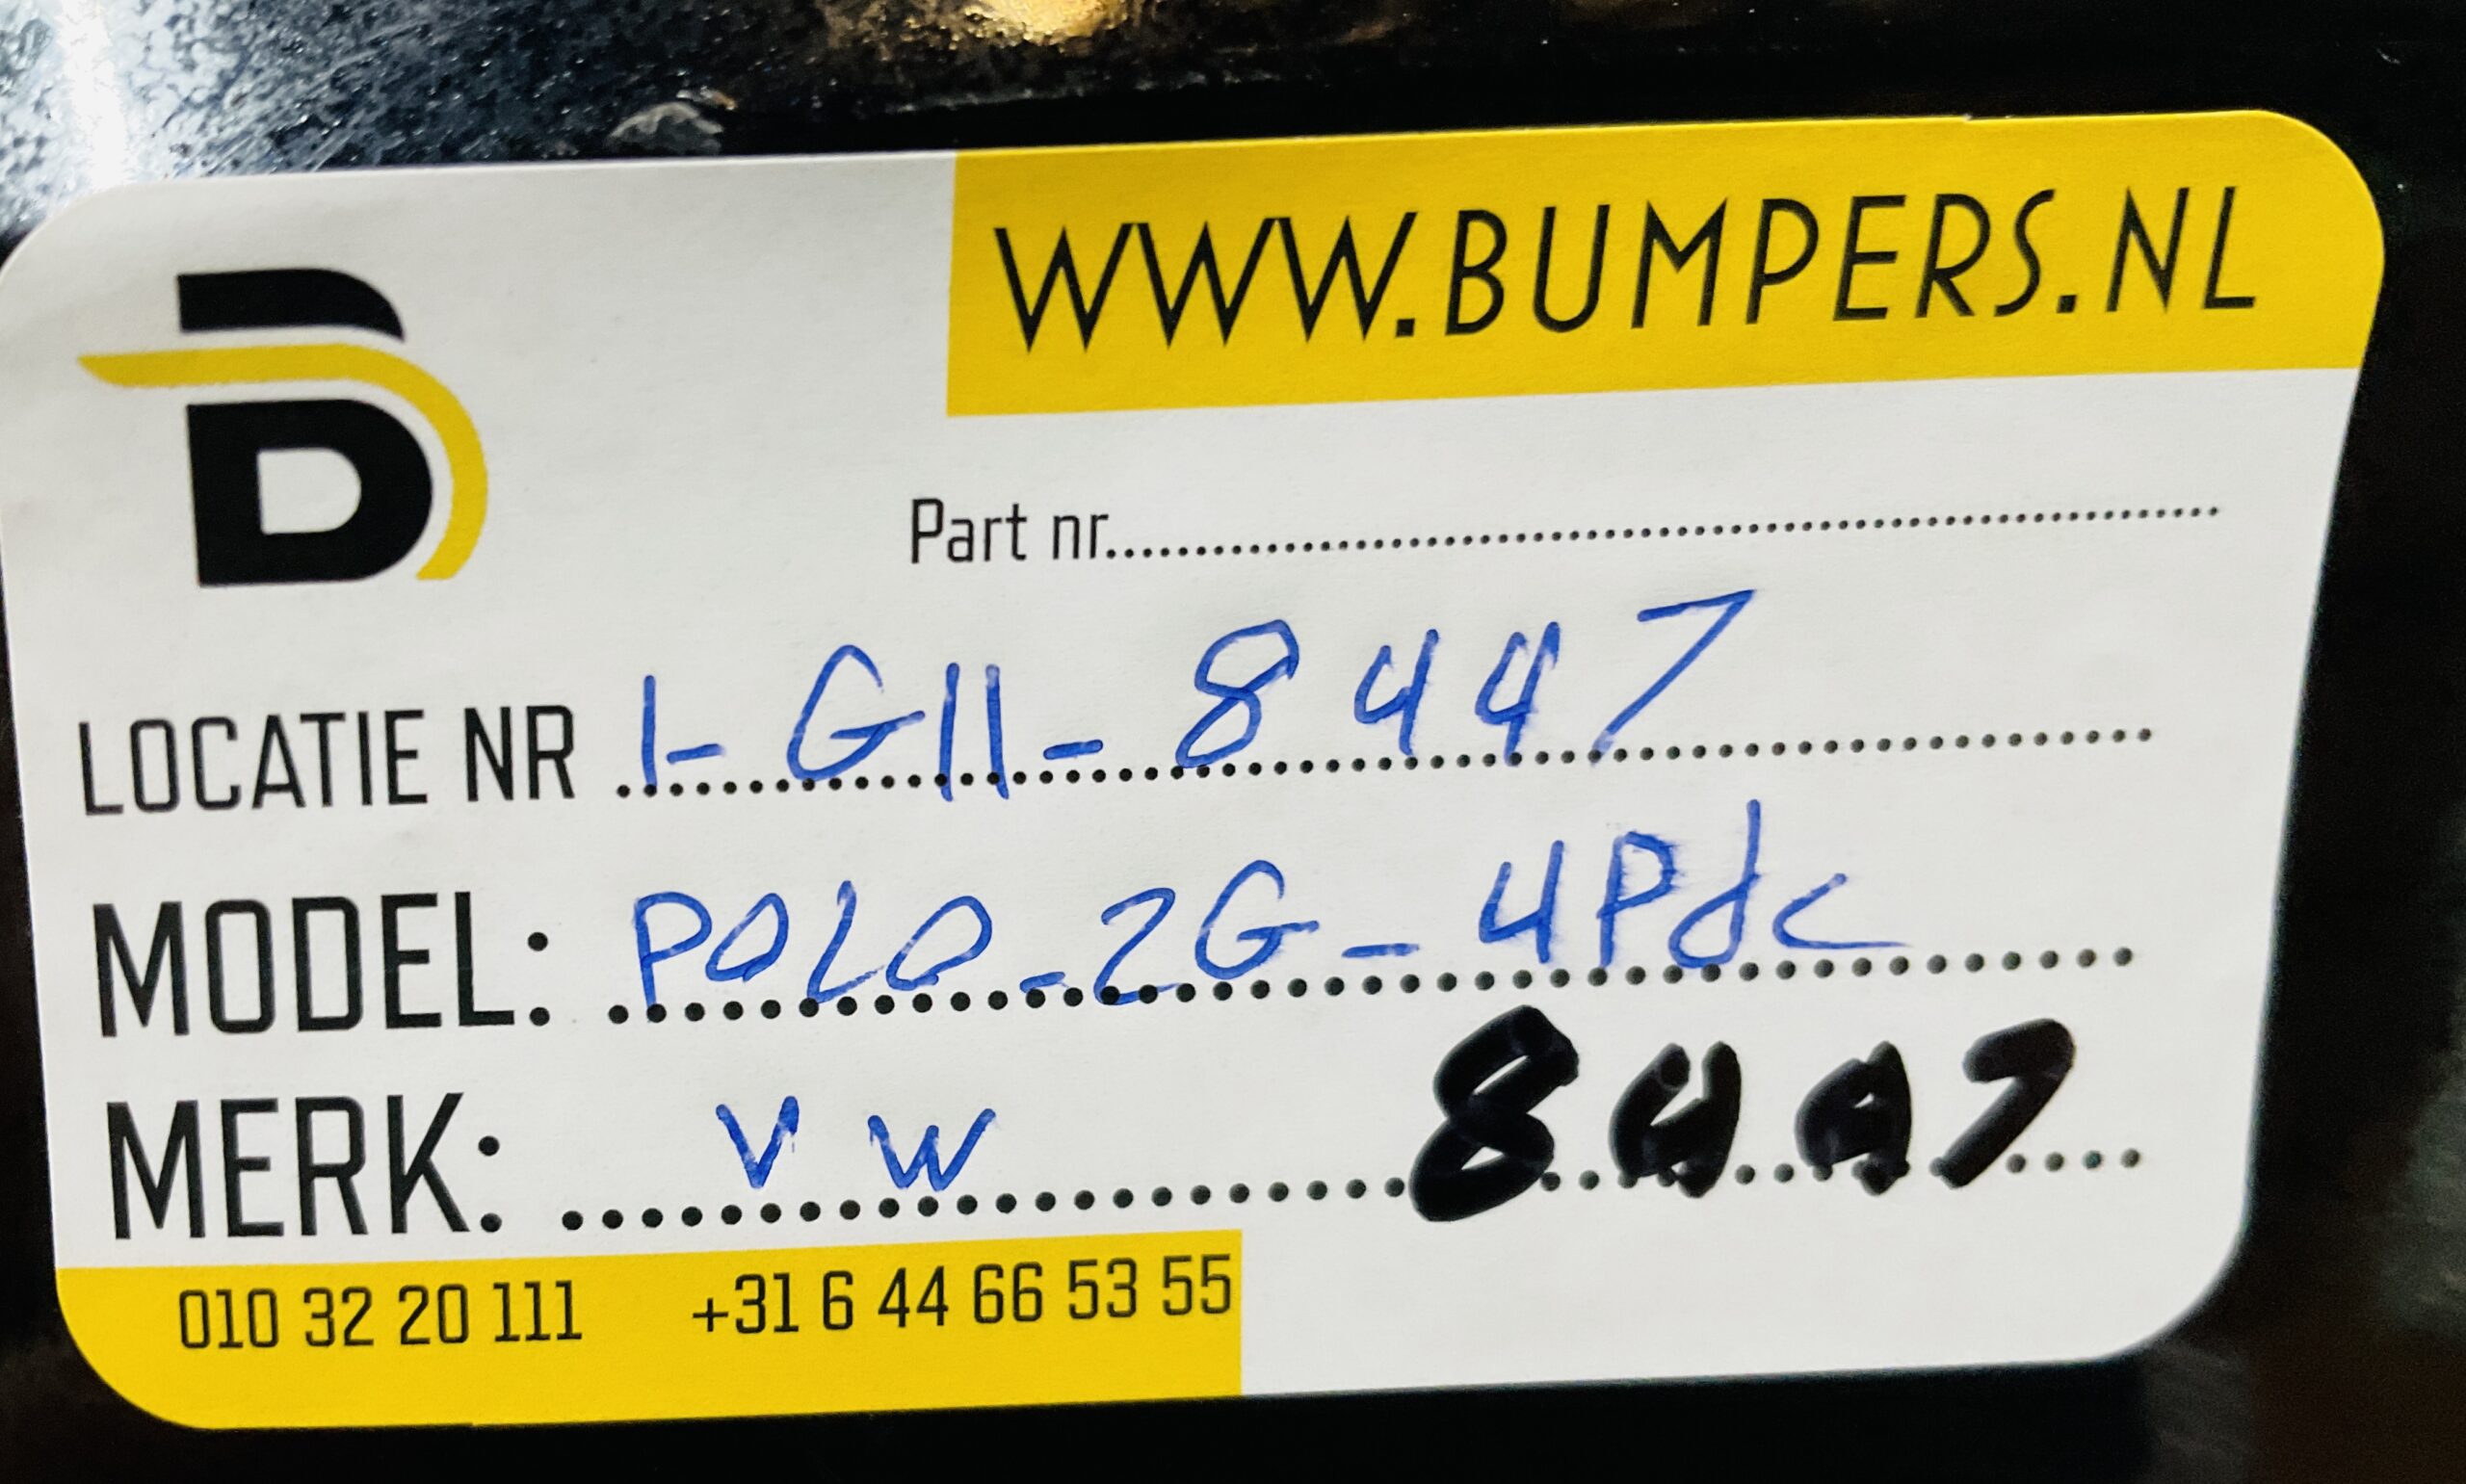 WWW.BUMPERS.NL
B
Part nr..............................
LOCATIE NR 1-G11-8447
MODEL: POLO-2G-4Pdc
MERK: VW 8447
010 32 20 111 +31 6 44 66 53 55